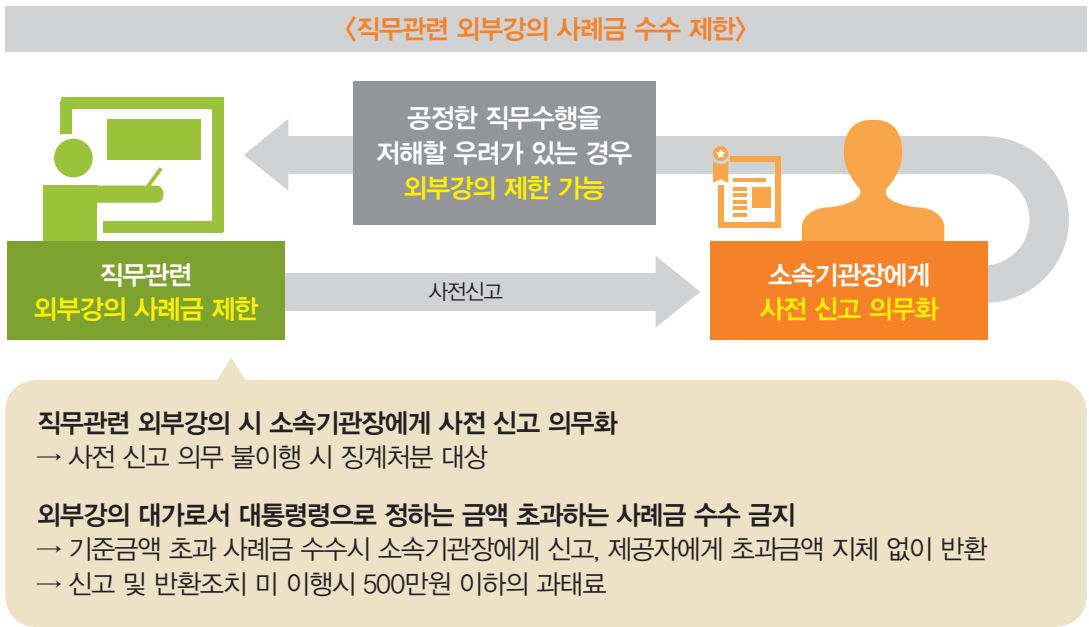 〈직무관련 외부강의 사례금 수수 제한〉
공정한 직무수행을
저해할 우려가 있는 경우
외부강의 제한 가능
직무관련
외부강의 사례금 제한
사전신고
소속기관장에게
사전 신고 의무화
직무관련 외부강의 시 소속기관장에게 사전 신고 의무화
→ 사전 신고 의무 불이행 시 징계처분 대상
외부강의 대가로서 대통령령으로 정하는 금액 초과하는 사례금 수수 금지
→ 기준금액 초과 사례금 수수시 소속기관장에게 신고, 제공자에게 초과금액 지체 없이 반환
→ 신고 및 반환조치 미 이행시 500만원 이하의 과태료